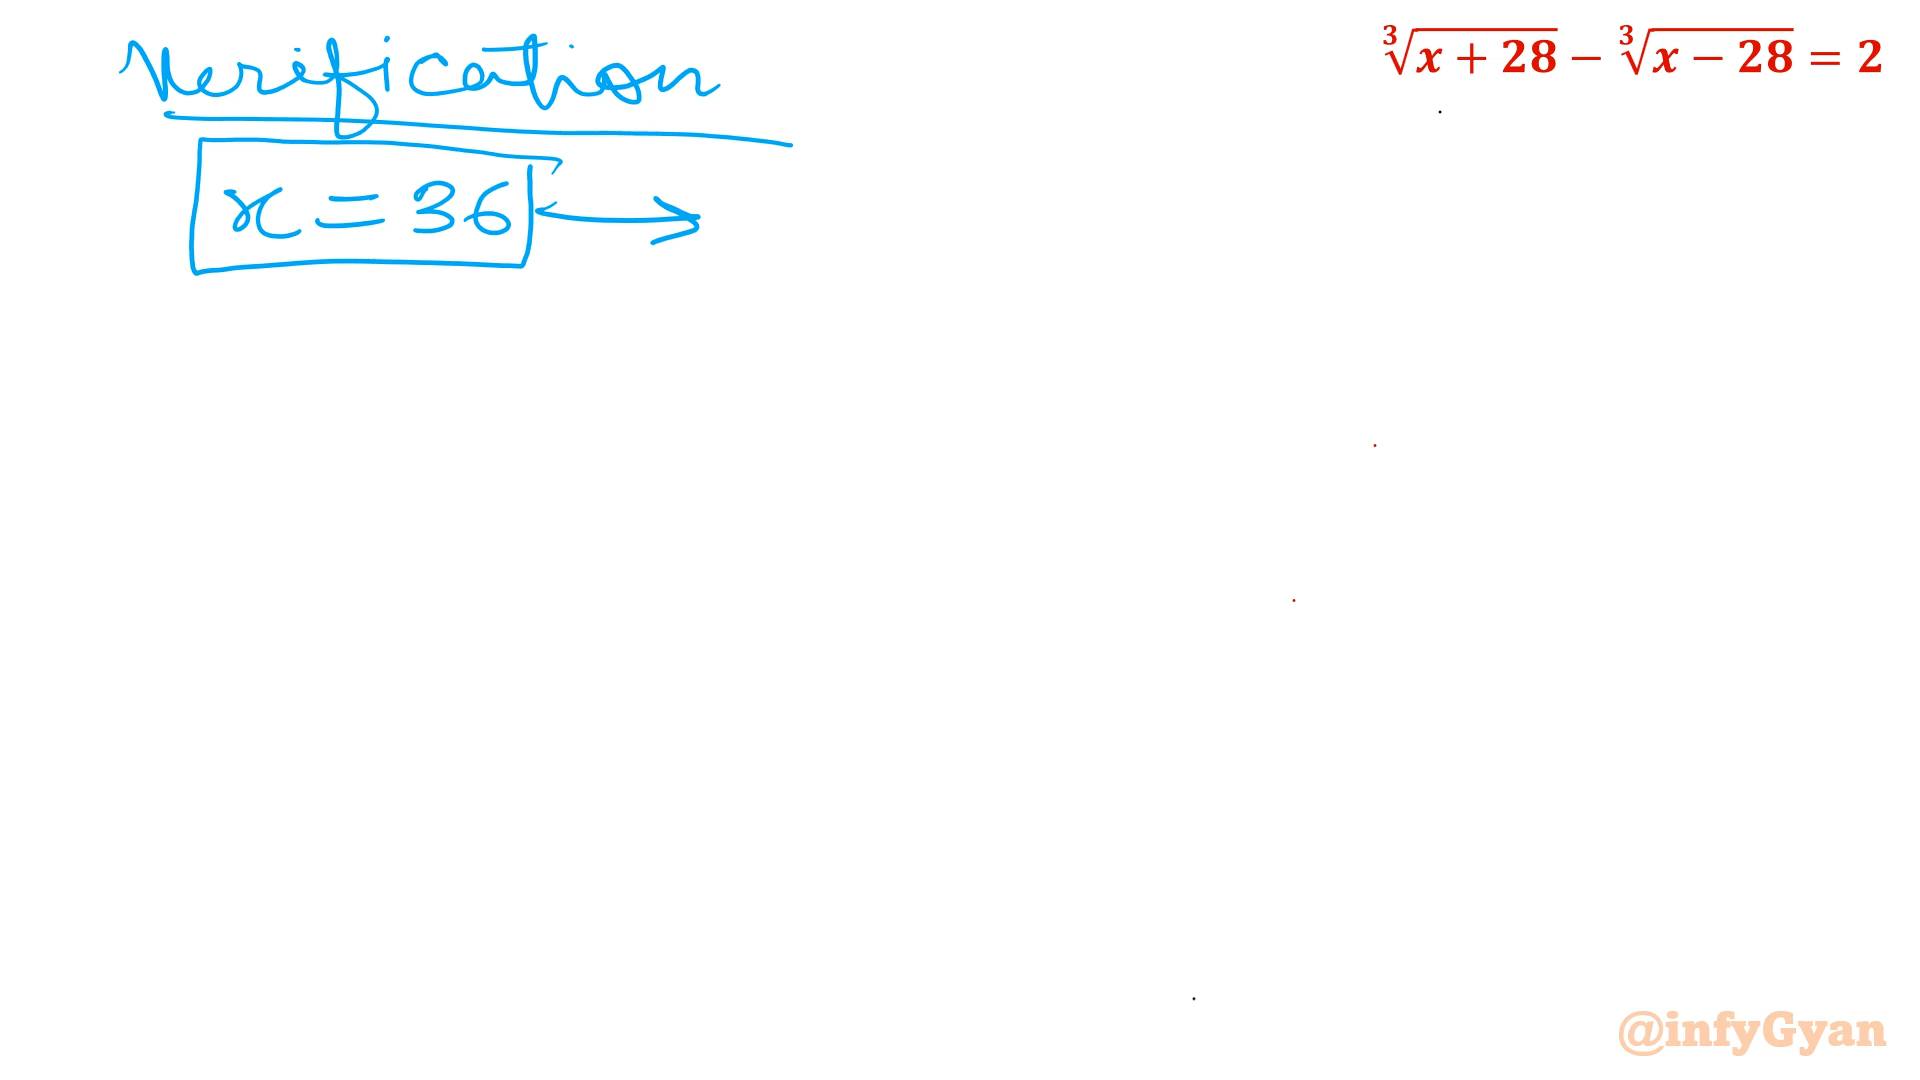 Verification
∛(x + 28) − ∛(x − 28) = 2
x = 36 →
@infyGyan